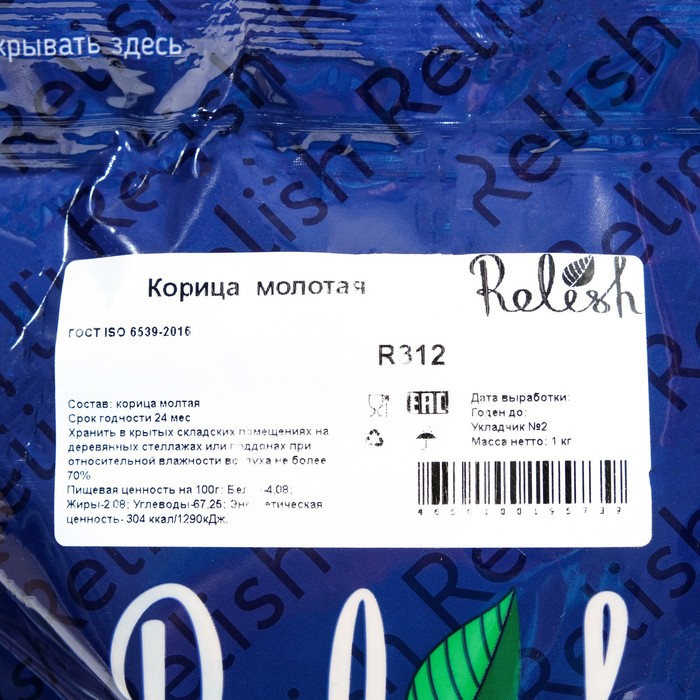 крывать здесь
Корица молотая
Relish
ГОСТ ISO 6539-2016
R312
Состав: корица молтая
Срок годности 24 мес
Хранить в крытых складских помещениях на
деревянных стеллажах или поддонах при
относительной влажности воздуха не более
70%
Пищевая ценность на 100г: Белки-4,08;
Жиры-2.08; Углеводы-67.25; Энергетическая
ценность- 304 ккал/1290кДж.
EAC
Дата выработки:
Годен до:
Укладчик №2
Масса нетто: 1 кг
Relish